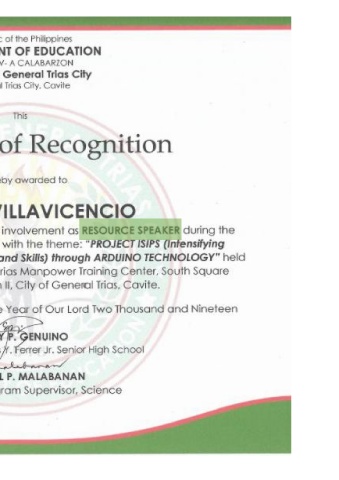 c of the Philippines
NT OF EDUCATION
V- A CALABARZON
General Trias City
l Trias City, Cavite
This
of Recognition
eby awarded to
VILLAVICENCIO
involvement as RESOURCE SPEAKER during the
with the theme: "PROJECT ISIPS (Intensifying
and Skills) through ARDUINO TECHNOLOGY" held
rias Manpower Training Center, South Square
n II, City of General Trias, Cavite.
e Year of Our Lord Two Thousand and Nineteen
Y P. GENUINO
Y. Ferrer Jr. Senior High School
L P. MALABANAN
ram Supervisor, Science